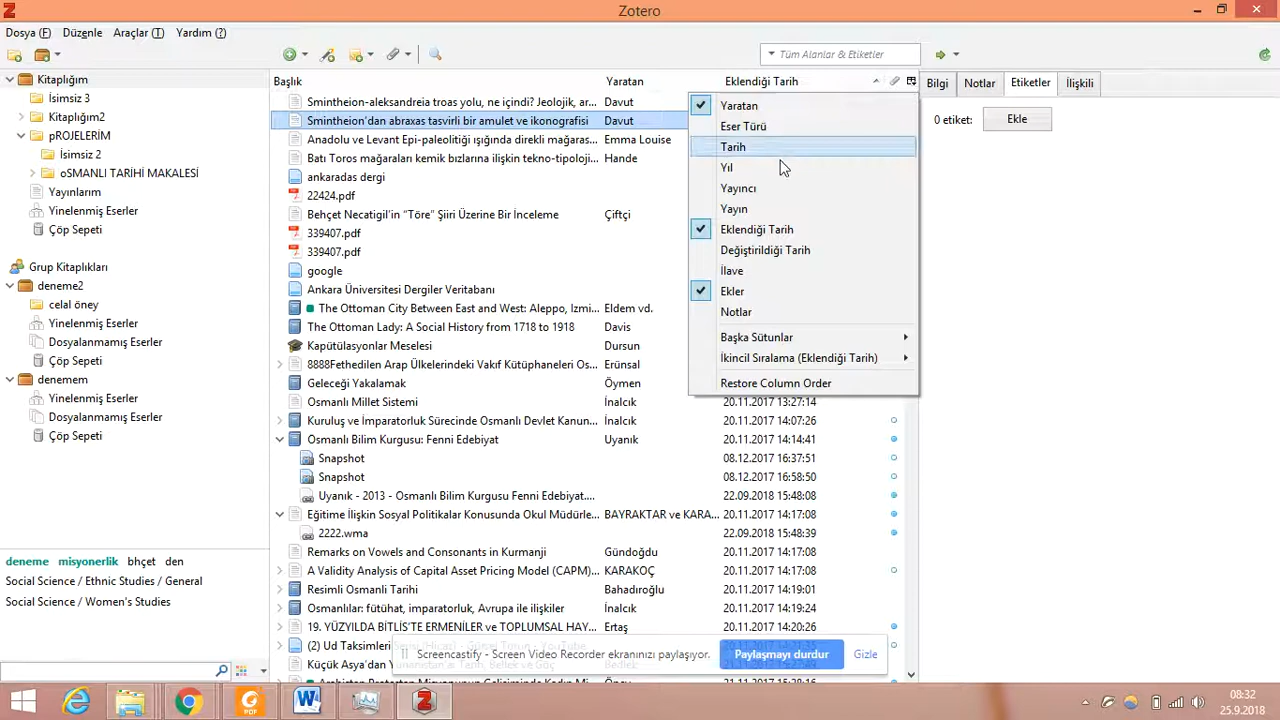 Zotero
Dosya (F) Düzenle Araçlar (T) Yardım (?)
Tüm Alanlar & Etiketler
Kitaplığım
İsimsiz 3
Kitaplığım2
pROJELERİM
İsimsiz 2
oSMANLI TARİHİ MAKALESİ
Yayınlarım
Yinelenmiş Eserler
Çöp Sepeti
Grup Kitaplıkları
deneme2
celal öney
Yinelenmiş Eserler
Dosyalanmamış Eserler
Çöp Sepeti
denemem
Yinelenmiş Eserler
Dosyalanmamış Eserler
Çöp Sepeti
deneme misyonerlik bhçet den
Social Science / Ethnic Studies / General
Social Science / Women's Studies
Başlık Yaratan Eklendiği Tarih
Smintheion-aleksandreia troas yolu, ne içindi? Jeolojik, ar... Davut
Smintheion'dan abraxas tasvirli bir amulet ve ikonografisi Davut
Anadolu ve Levant Epi-paleolitiği ışığında direkli mağaras... Emma Louise
Batı Toros mağaraları kemik bızlarına ilişkin tekno-tipoloji... Hande
ankaradas dergi
22424.pdf
Behçet Necatigil'in “Töre” Şiiri Üzerine Bir İnceleme Çiftçi
339407.pdf
339407.pdf
google
Ankara Üniversitesi Dergiler Veritabanı
The Ottoman City Between East and West: Aleppo, Izmi... Eldem vd.
The Ottoman Lady: A Social History from 1718 to 1918 Davis
Kapütülasyonlar Meselesi Dursun
8888Fethedilen Arap Ülkelerindeki Vakıf Kütüphaneleri Os... Erünsal
Geleceği Yakalamak Öymen
Osmanlı Millet Sistemi İnalcık 20.11.2017 13:27:14
Kuruluş ve İmparatorluk Sürecinde Osmanlı Devlet Kanun... İnalcık 20.11.2017 14:07:26
Osmanlı Bilim Kurgusu: Fenni Edebiyat Uyanık 20.11.2017 14:14:41
Snapshot 08.12.2017 16:37:51
Snapshot 08.12.2017 16:58:50
Uyanık - 2013 - Osmanlı Bilim Kurgusu Fenni Edebiyat.... 22.09.2018 15:48:08
Eğitime İlişkin Sosyal Politikalar Konusunda Okul Müdürle... BAYRAKTAR ve KARA... 20.11.2017 14:17:08
2222.wma 22.09.2018 15:48:39
Remarks on Vowels and Consonants in Kurmanji Gündoğdu 20.11.2017 14:17:08
A Validity Analysis of Capital Asset Pricing Model (CAPM)... KARAKOÇ 20.11.2017 14:17:08
Resimli Osmanlı Tarihi Bahadıroğlu 20.11.2017 14:19:01
Osmanlılar: fütühat, imparatorluk, Avrupa ile ilişkiler İnalcık 20.11.2017 14:19:24
19. YÜZYILDA BİTLİS'TE ERMENİLER ve TOPLUMSAL HAY... Ertaş 20.11.2017 14:20:26
(2) Ud Taksimleri
Küçük Asya'dan
Yaratan
Eser Türü
Tarih
Yıl
Yayıncı
Yayın
Eklendiği Tarih
Değiştirildiği Tarih
İlave
Ekler
Notlar
Başka Sütunlar
İkincil Sıralama (Eklendiği Tarih)
Restore Column Order
Bilgi Notlar Etiketler İlişkili
0 etiket: Ekle
Screencastify - Screen Video Recorder ekranınızı paylaşıyor. Paylaşmayı durdur Gizle
08:32
25.9.2018